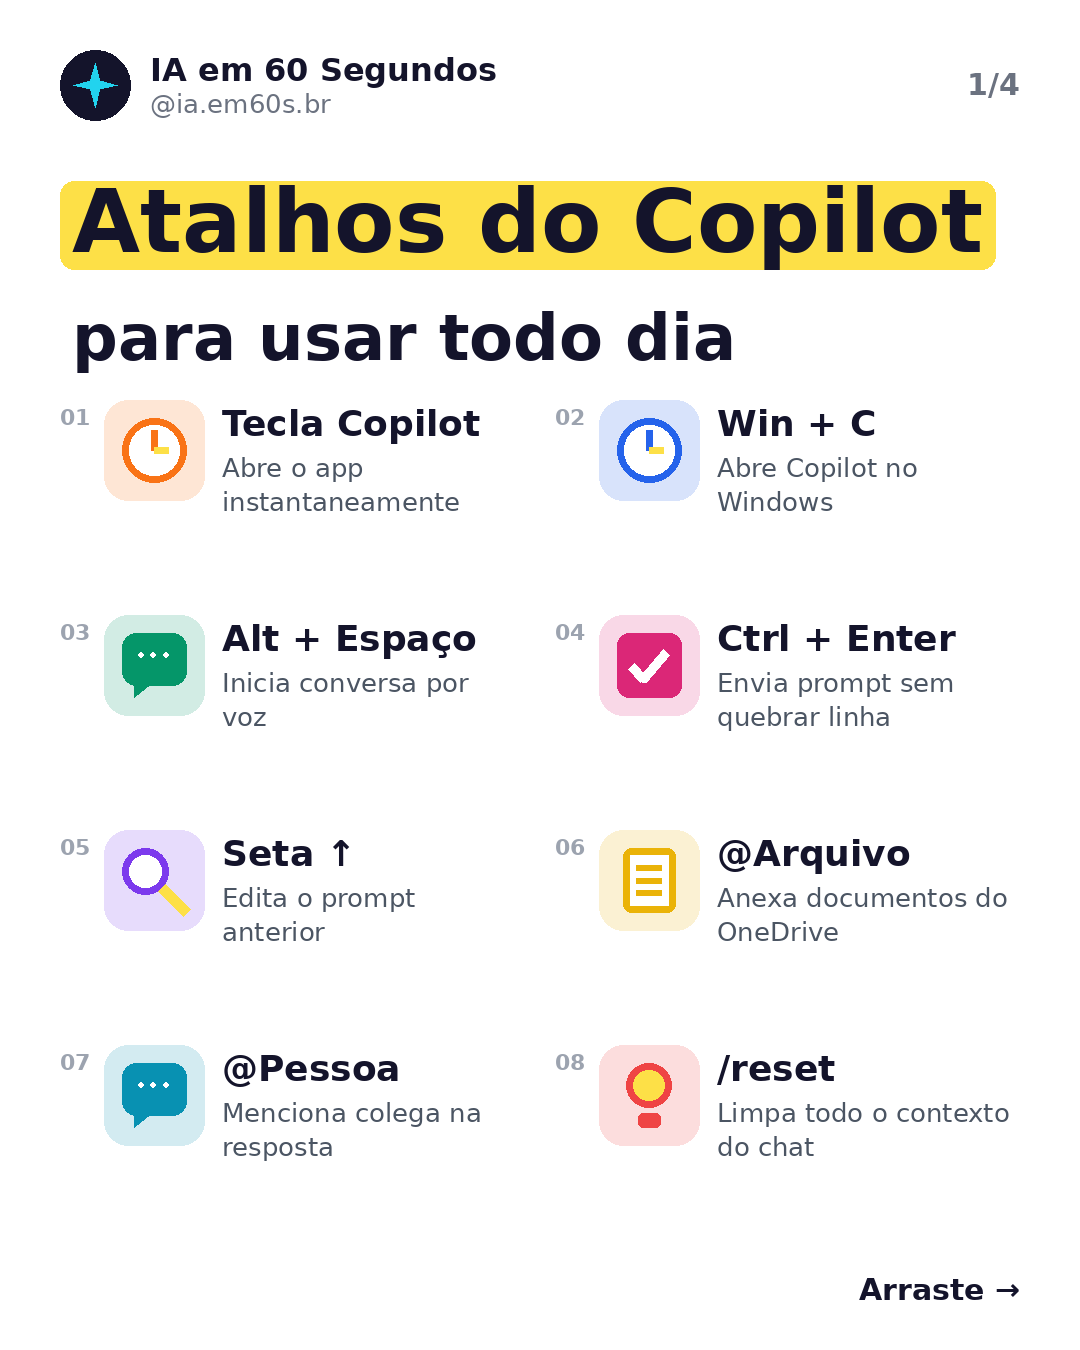 IA em 60 Segundos
@ia.em60s.br
1/4
Atalhos do Copilot
para usar todo dia
01
Tecla Copilot
Abre o app
instantaneamente
02
Win + C
Abre Copilot no
Windows
03
Alt + Espaço
Inicia conversa por
voz
04
Ctrl + Enter
Envia prompt sem
quebrar linha
05
Seta ↑
Edita o prompt
anterior
06
@Arquivo
Anexa documentos do
OneDrive
07
@Pessoa
Menciona colega na
resposta
08
/reset
Limpa todo o contexto
do chat
Arraste →